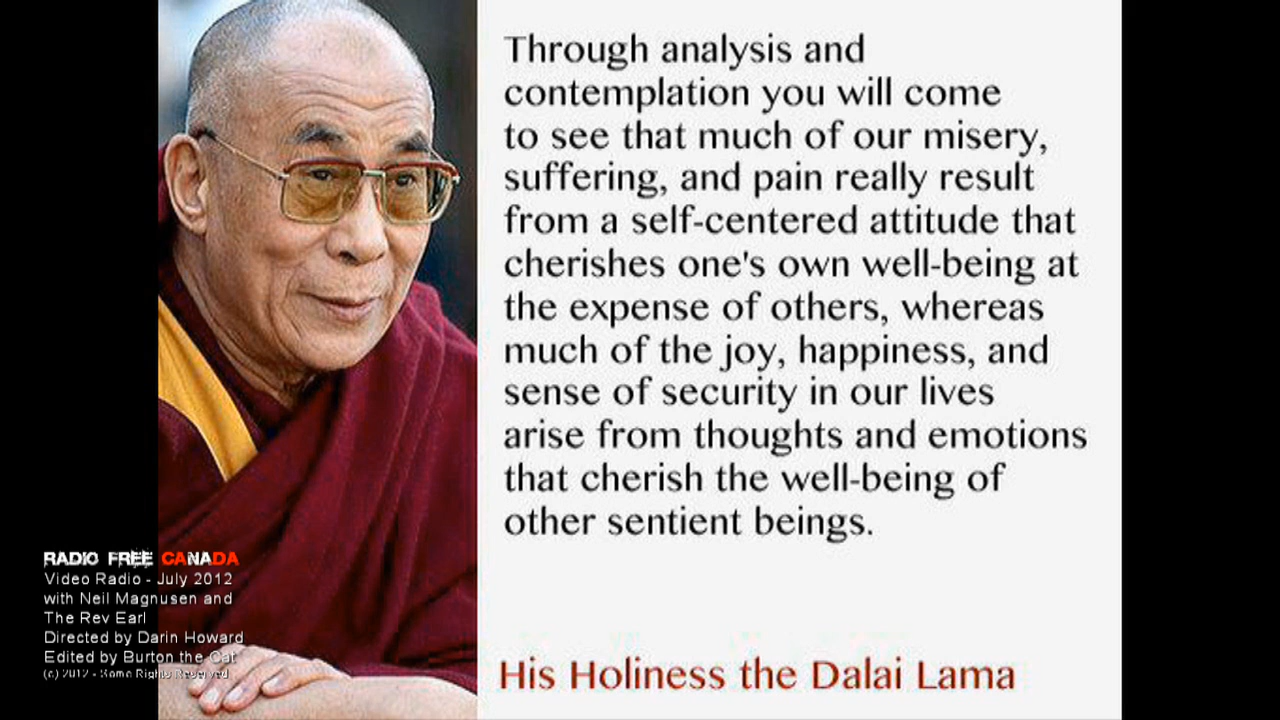 Through analysis and
contemplation you will come
to see that much of our misery,
suffering, and pain really result
from a self-centered attitude that
cherishes one's own well-being at
the expense of others, whereas
much of the joy, happiness, and
sense of security in our lives
arise from thoughts and emotions
that cherish the well-being of
other sentient beings.
His Holiness the Dalai Lama
RADIO FREE CANADA
Video Radio - July 2012
with Neil Magnusen and
The Rev Earl
Directed by Darin Howard
Edited by Burton the Cat
(c) 2012 - Some Rights Reserved